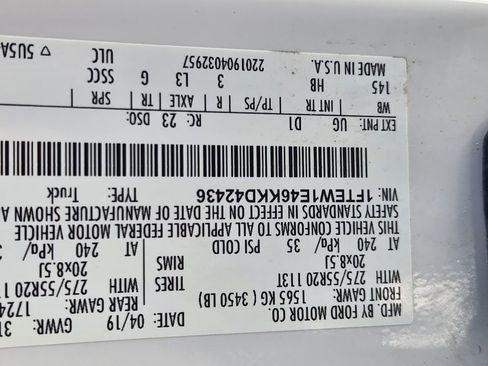 MFD. BY FORD MOTOR CO.
DATE: 04/19 GVWR: 31
FRONT GAWR: 1565 KG (3450 LB) REAR GAWR: 1724
275/55R20 113T TIRES 275/55R20 11
20x8.5J RIMS 20x8.5J
AT 240 kPa/ 35 PSI COLD AT 240 kPa/ 3
THIS VEHICLE CONFORMS TO ALL APPLICABLE FEDERAL MOTOR VEHICLE
SAFETY STANDARDS IN EFFECT ON THE DATE OF MANUFACTURE SHOWN A
VIN: 1FTEW1E46KKD42436 TYPE: Truck
EXT PNT: UG D1 RC: 23 DSO:
WB INT TR TP/PS R AXLE TR SPR
145 HB 3 L3 G SSCC
MADE IN U.S.A. 2201904032957 ULC ▽ 5U5A